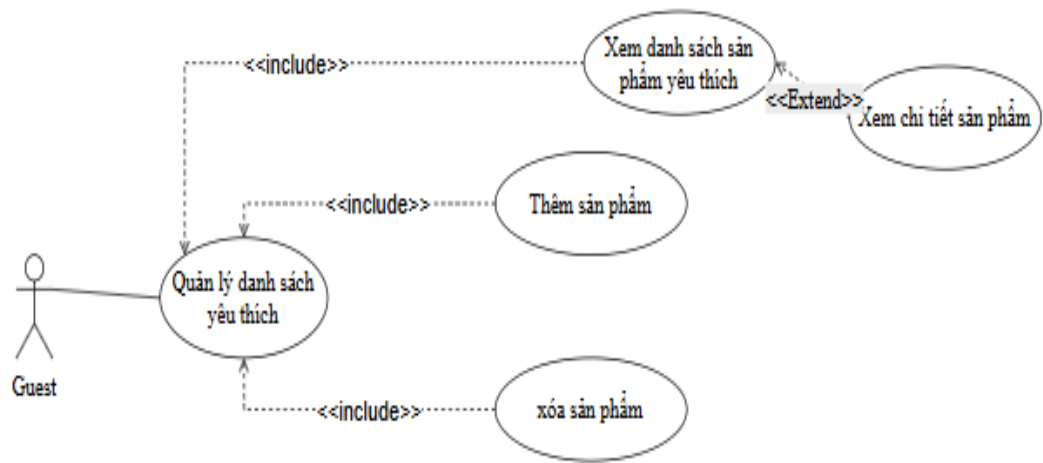 Xem danh sách sản
phẩm yêu thích
<<include>>
<<Extend>>
Xem chi tiết sản phẩm
<<include>>
Thêm sản phẩm
Quản lý danh sách
yêu thích
Guest
<<include>>
xóa sản phẩm